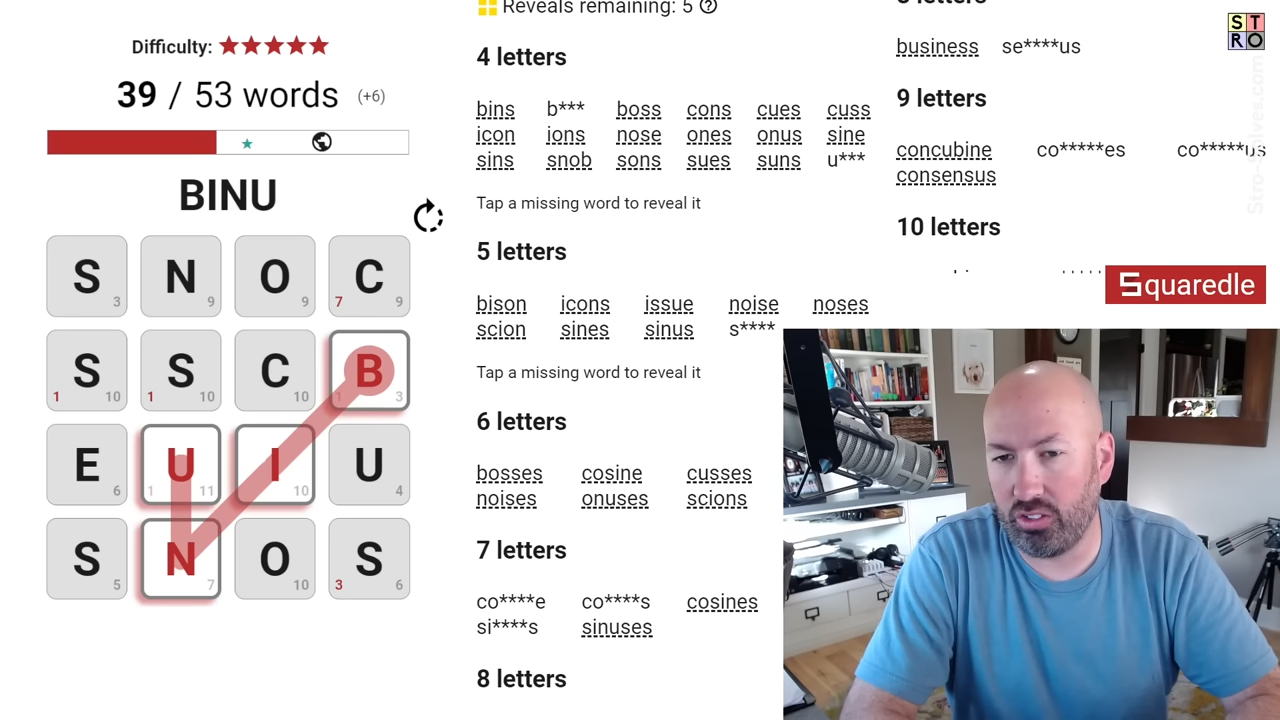 Difficulty:
39 / 53 words (+6)
BINU
S 3 N 9 O 9 C 7 9
S 1 10 S 1 10 C 10 B 1 3
E 6 U 1 11 I 10 U 4
S 5 N 7 O 10 S 3 6
Reveals remaining: 5 ?
4 letters
bins b*** boss cons cues cuss
icon ions nose ones onus sine
sins snob sons sues suns u***
Tap a missing word to reveal it
5 letters
bison icons issue noise noses
scion sines sinus s****
Tap a missing word to reveal it
6 letters
bosses cosine cusses
noises onuses scions
7 letters
co****e co****s cosines
si****s sinuses
8 letters
business se****us
9 letters
concubine co*****es co*****us
consensus
10 letters
Squaredle
S T
R O
Stro-Solves.com